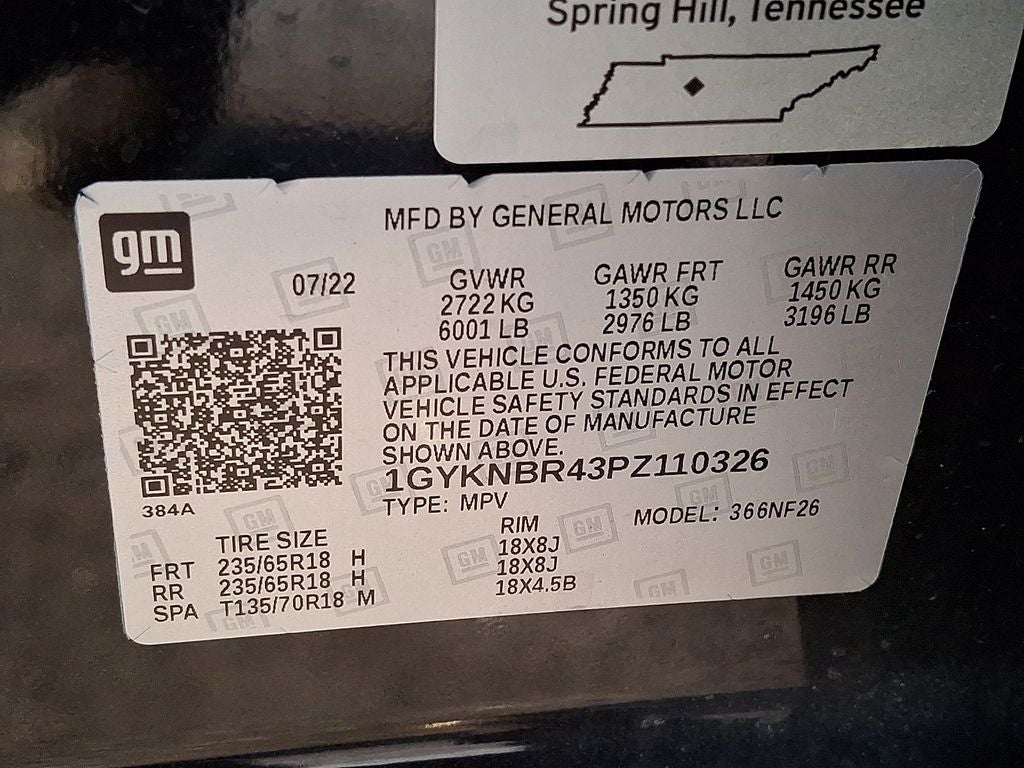 Spring Hill, Tennessee
gm
MFD BY GENERAL MOTORS LLC
07/22
GVWR
2722 KG
6001 LB
GAWR FRT
1350 KG
2976 LB
GAWR RR
1450 KG
3196 LB
THIS VEHICLE CONFORMS TO ALL
APPLICABLE U.S. FEDERAL MOTOR
VEHICLE SAFETY STANDARDS IN EFFECT
ON THE DATE OF MANUFACTURE
SHOWN ABOVE.
1GYKNBR43PZ110326
TYPE: MPV
MODEL: 366NF26
384A
TIRE SIZE RIM
FRT 235/65R18 H 18X8J
RR 235/65R18 H 18X8J
SPA T135/70R18 M 18X4.5B